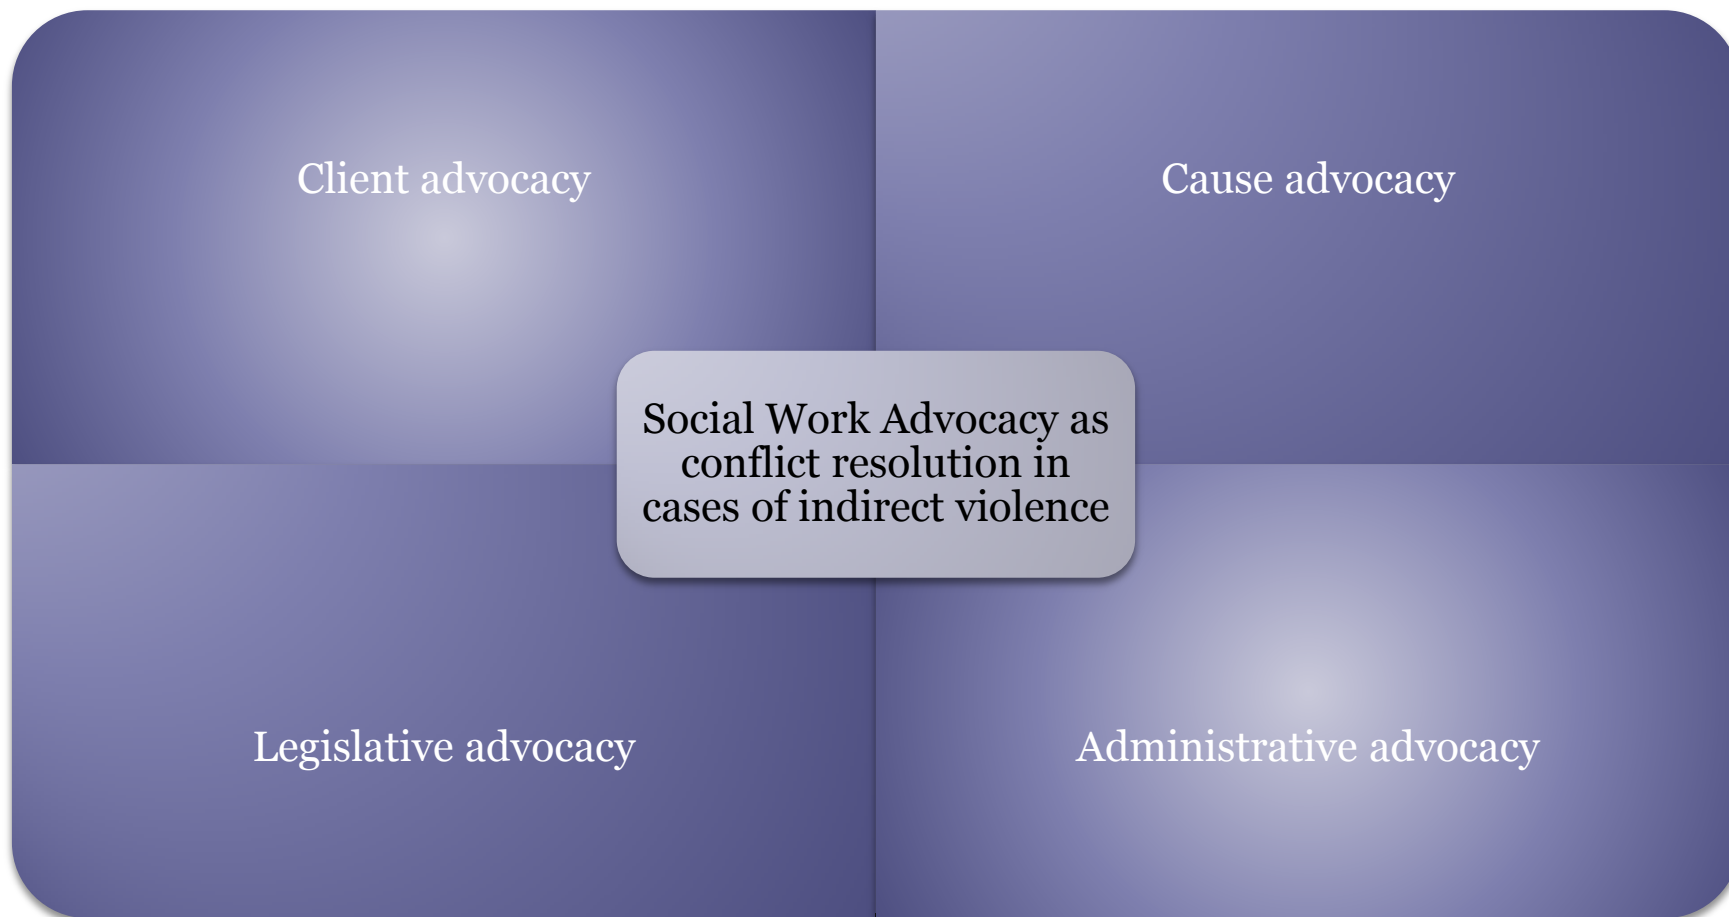 Client advocacy
Cause advocacy
Social Work Advocacy as
conflict resolution in
cases of indirect violence
Legislative advocacy
Administrative advocacy